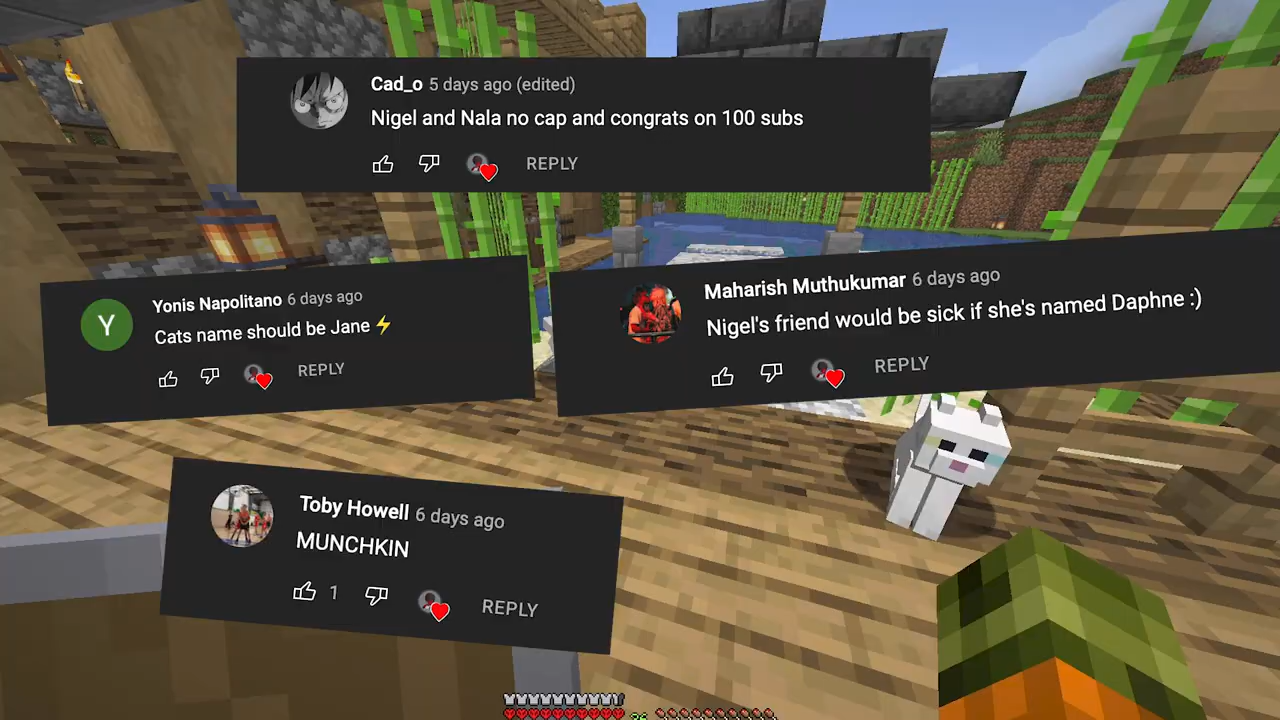 Cad_o 5 days ago (edited)
Nigel and Nala no cap and congrats on 100 subs
REPLY
Y
Yonis Napolitano 6 days ago
Cats name should be Jane ⚡
REPLY
Maharish Muthukumar 6 days ago
Nigel's friend would be sick if she's named Daphne :)
REPLY
Toby Howell 6 days ago
MUNCHKIN
1
REPLY